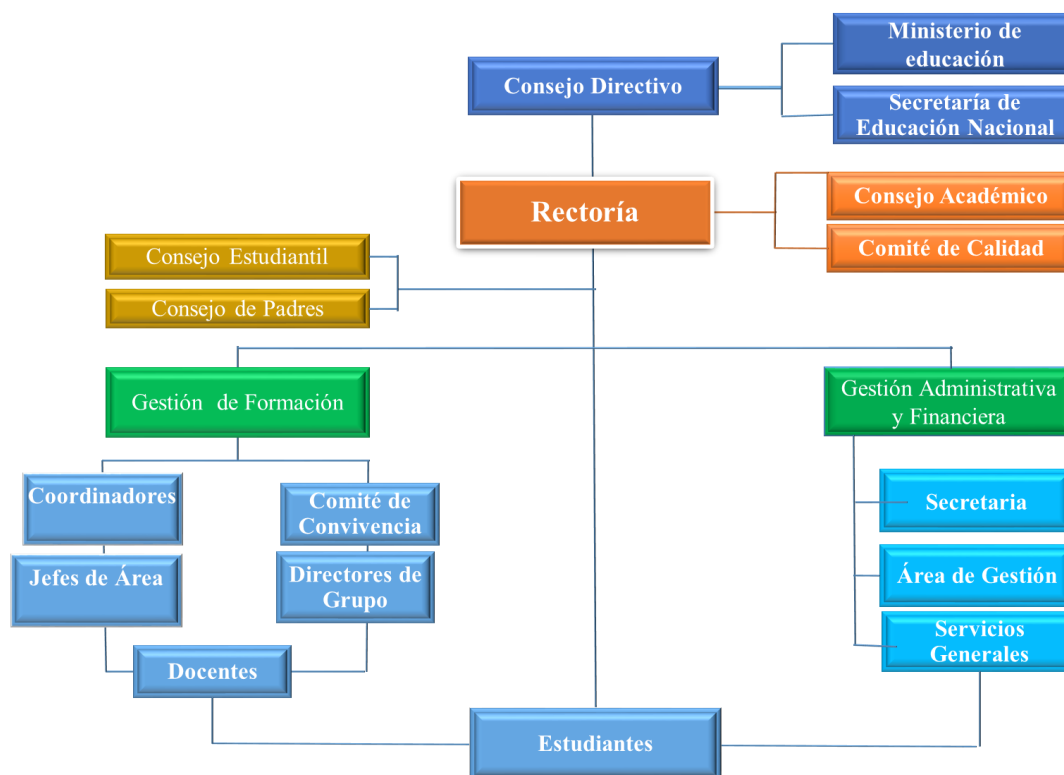 Ministerio de
educación
Consejo Directivo
Secretaría de
Educación Nacional
Rectoría
Consejo Académico
Comité de Calidad
Consejo Estudiantil
Consejo de Padres
Gestión de Formación
Gestión Administrativa
y Financiera
Coordinadores
Comité de
Convivencia
Secretaria
Jefes de Área
Directores de
Grupo
Área de Gestión
Servicios
Generales
Docentes
Estudiantes